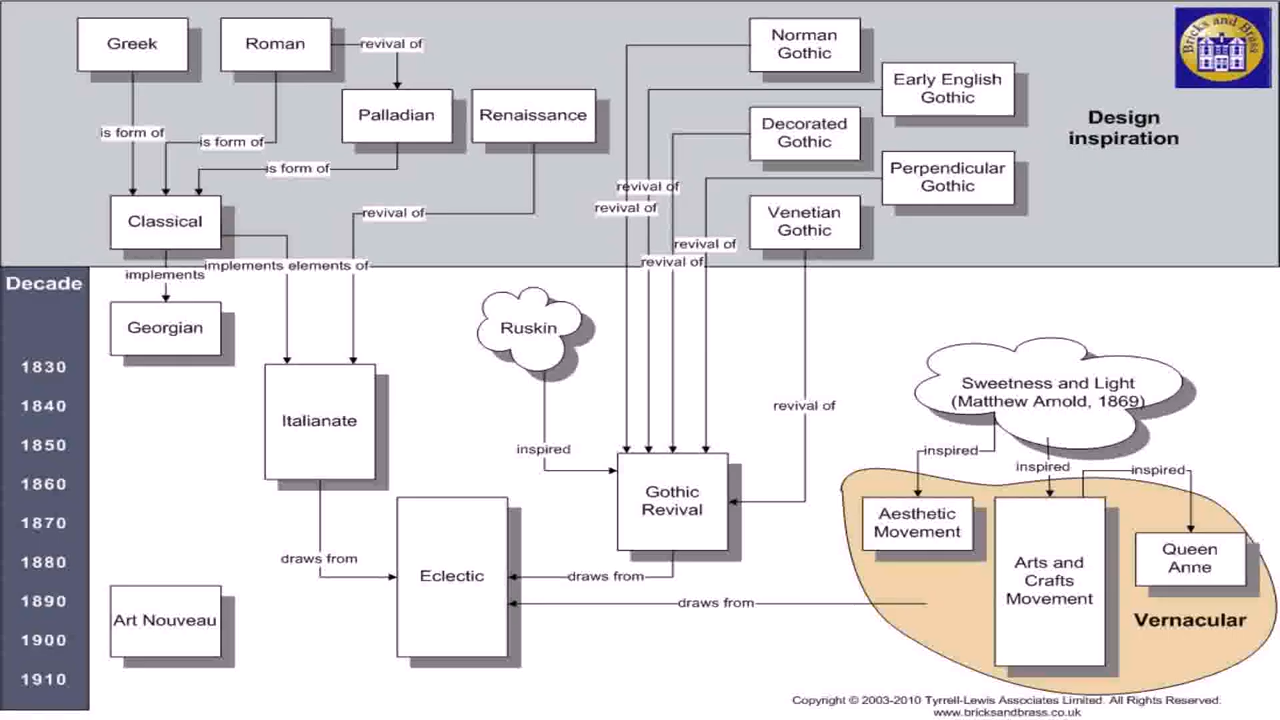 Greek
Roman
revival of
Norman
Gothic
Bricks and Brass
Early English
Gothic
Palladian
Renaissance
Decorated
Gothic
Design
inspiration
is form of
is form of
is form of
Perpendicular
Gothic
revival of
revival of
Classical
revival of
Venetian
Gothic
revival of
revival of
implements
implements elements of
Decade
Georgian
Ruskin
1830
1840
1850
1860
1870
1880
1890
1900
1910
Sweetness and Light
(Matthew Arnold, 1869)
Italianate
revival of
inspired
inspired
inspired
inspired
Gothic
Revival
Aesthetic
Movement
Queen
Anne
draws from
Eclectic
draws from
Arts and
Crafts
Movement
draws from
Art Nouveau
Vernacular
Copyright © 2003-2010 Tyrrell-Lewis Associates Limited. All Rights Reserved.
www.bricksandbrass.co.uk